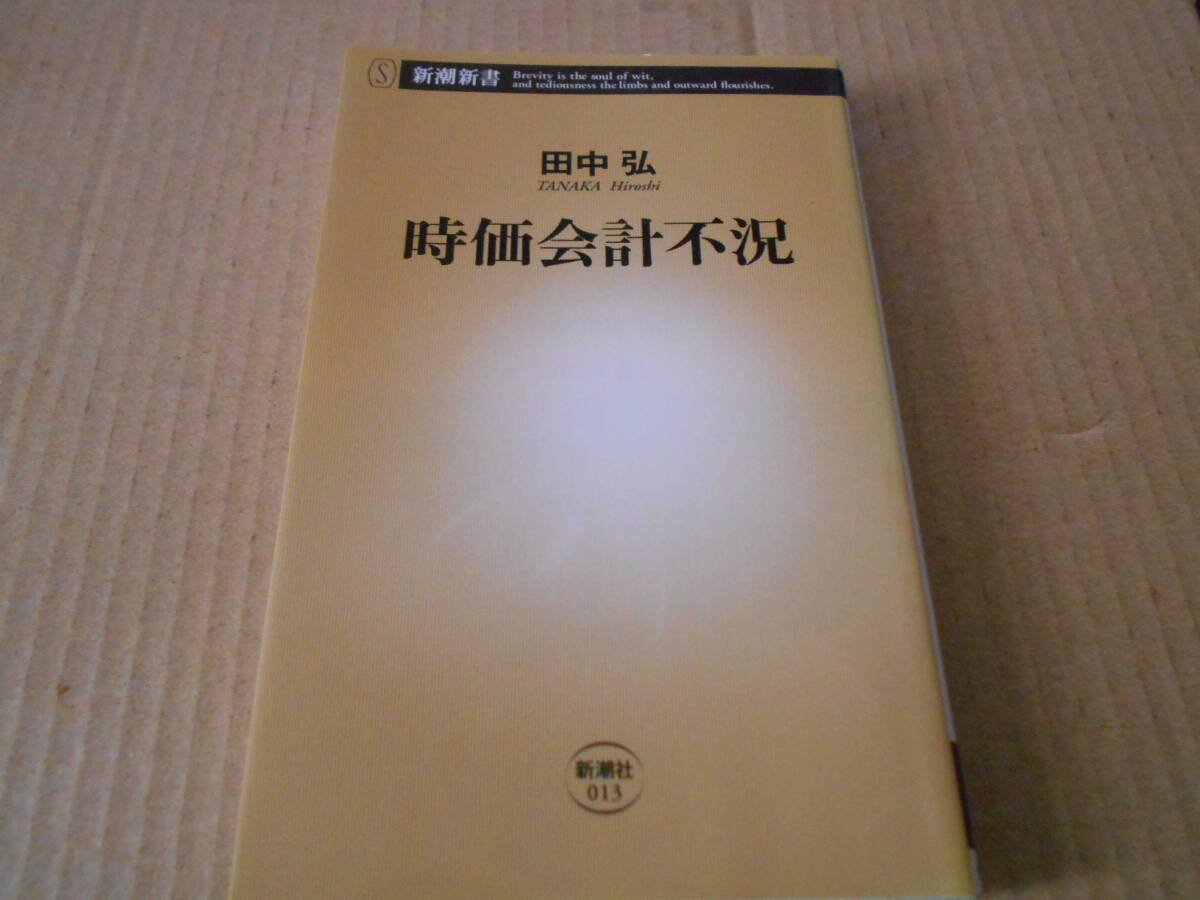 S 新潮新書 Brevity is the soul of wit,
and tediousness the limbs and outward flourishes.
田中 弘
TANAKA Hiroshi
時価会計不況
新潮社
013